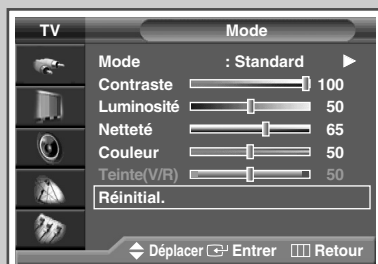 TV Mode
Mode : Standard
Contraste 100
Luminosité 50
Netteté 65
Couleur 50
Teinte(V/R) 50
Réinitial.
Déplacer Entrer Retour